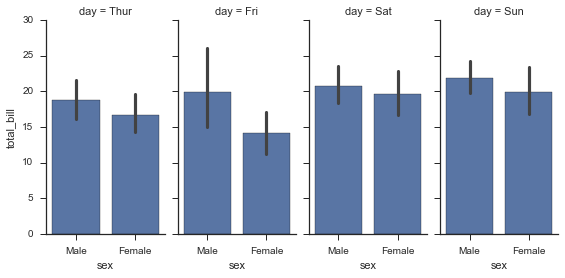 day = Thur day = Fri day = Sat day = Sun
30
25
20
15
10
5
0
total_bill
Male Female Male Female Male Female Male Female
sex sex sex sex